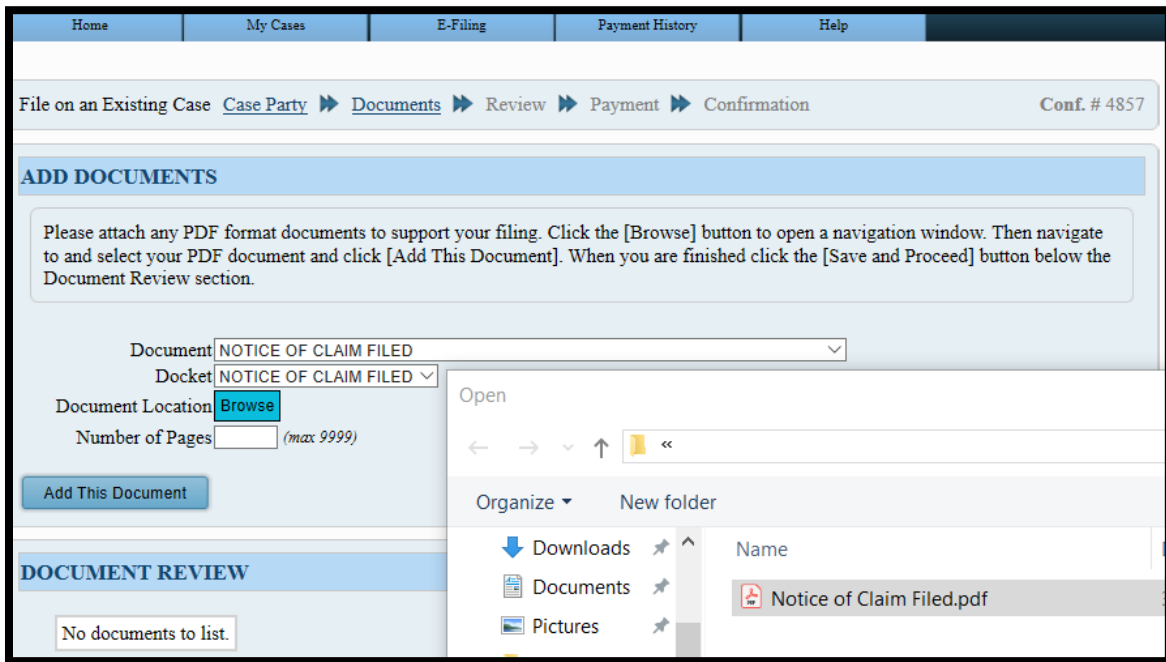 Home My Cases E-Filing Payment History Help
File on an Existing Case Case Party Documents Review Payment Confirmation Conf. # 4857
ADD DOCUMENTS
Please attach any PDF format documents to support your filing. Click the [Browse] button to open a navigation window. Then navigate
to and select your PDF document and click [Add This Document]. When you are finished click the [Save and Proceed] button below the
Document Review section.
Document NOTICE OF CLAIM FILED
Docket NOTICE OF CLAIM FILED
Document Location Browse
Number of Pages (max 9999)
Add This Document
DOCUMENT REVIEW
No documents to list.
Open
«
Organize New folder
Downloads
Documents
Pictures
Name
Notice of Claim Filed.pdf